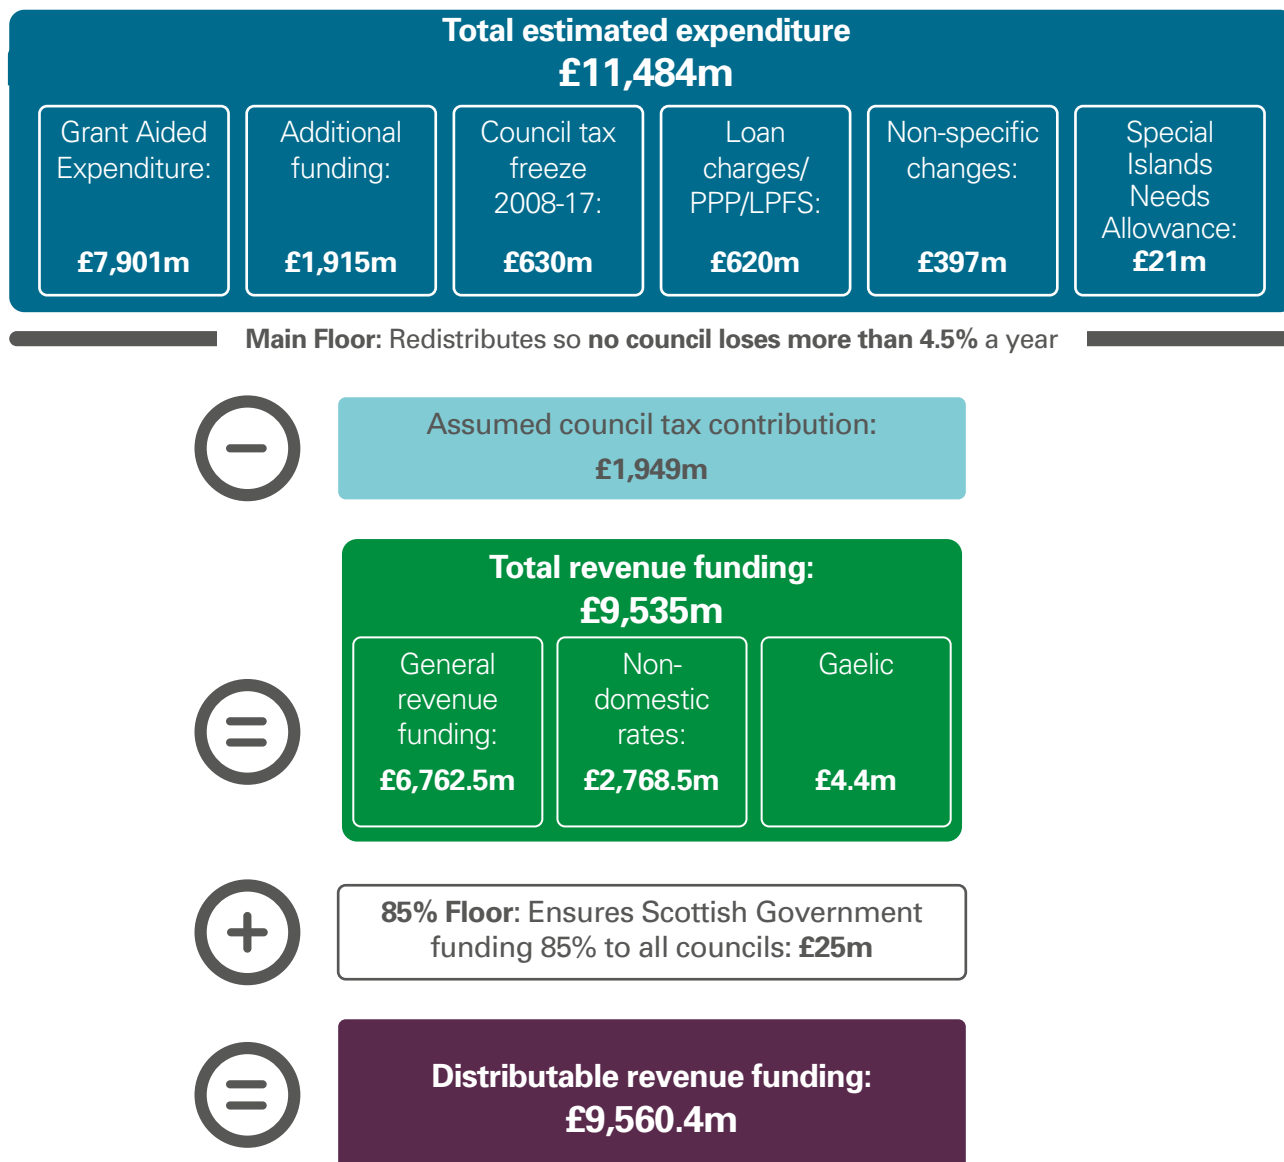 Total estimated expenditure
£11,484m
Grant Aided
Expenditure:
£7,901m
Additional
funding:
£1,915m
Council tax
freeze
2008-17:
£630m
Loan
charges/
PPP/LPFS:
£620m
Non-specific
changes:
£397m
Special
Islands
Needs
Allowance:
£21m
Main Floor: Redistributes so no council loses more than 4.5% a year
Assumed council tax contribution:
£1,949m
Total revenue funding:
£9,535m
General
revenue
funding:
£6,762.5m
Non-
domestic
rates:
£2,768.5m
Gaelic
£4.4m
85% Floor: Ensures Scottish Government
funding 85% to all councils: £25m
Distributable revenue funding:
£9,560.4m